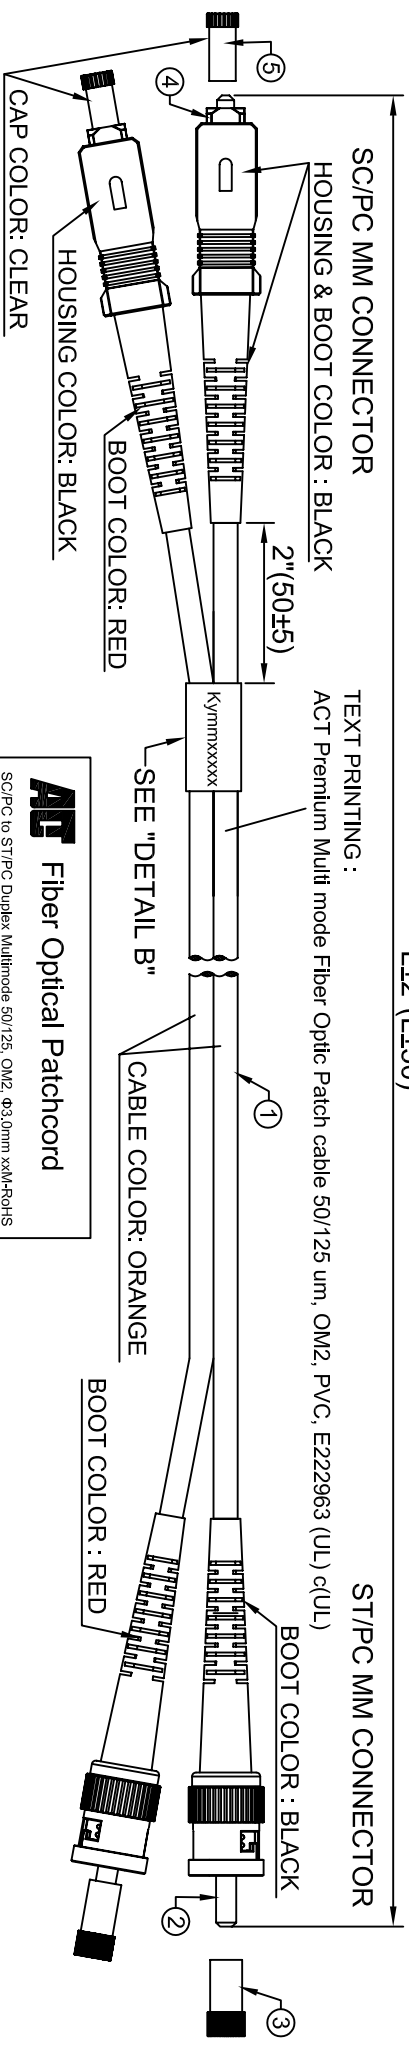 SC/PC MM CONNECTOR
HOUSING & BOOT COLOR : BLACK
2"(50±5)
TEXT PRINTING :
ACT Premium Multi mode Fiber Optic Patch cable 50/125 um, OM2, PVC, E222963 (UL) c(UL)
ST/PC MM CONNECTOR
BOOT COLOR : BLACK
5
4
Kymmxxxxx
1
2
3
CAP COLOR: CLEAR
HOUSING COLOR: BLACK
BOOT COLOR: RED
SEE "DETAIL B"
CABLE COLOR: ORANGE
BOOT COLOR : RED
Fiber Optical Patchcord
SC/PC to ST/PC Duplex Multimode 50/125, OM2, Φ3.0mm xxM-RoHS